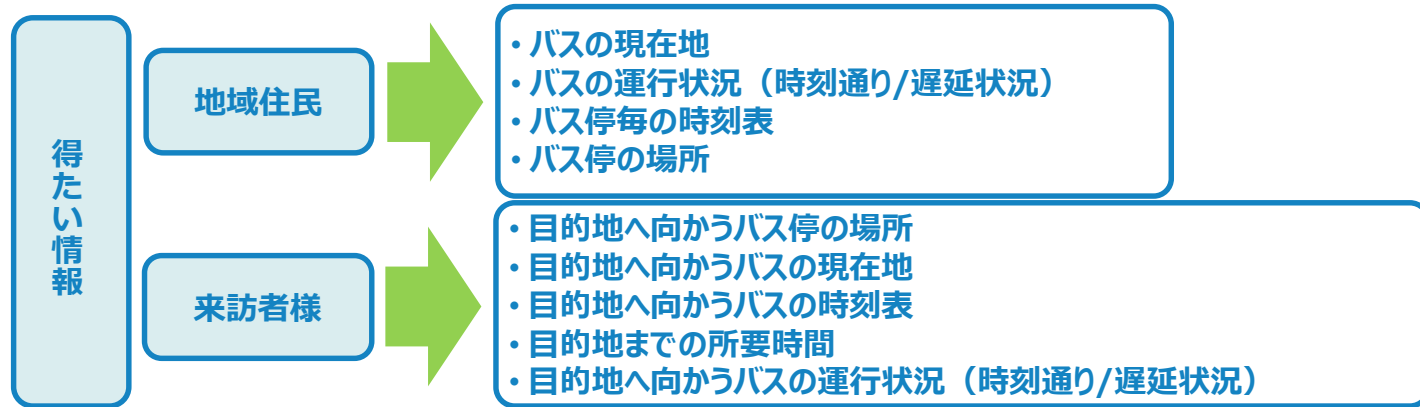 得たい情報
地域住民
・バスの現在地
・バスの運行状況（時刻通り/遅延状況）
・バス停毎の時刻表
・バス停の場所
来訪者様
・目的地へ向かうバス停の場所
・目的地へ向かうバスの現在地
・目的地へ向かうバスの時刻表
・目的地までの所要時間
・目的地へ向かうバスの運行状況（時刻通り/遅延状況）